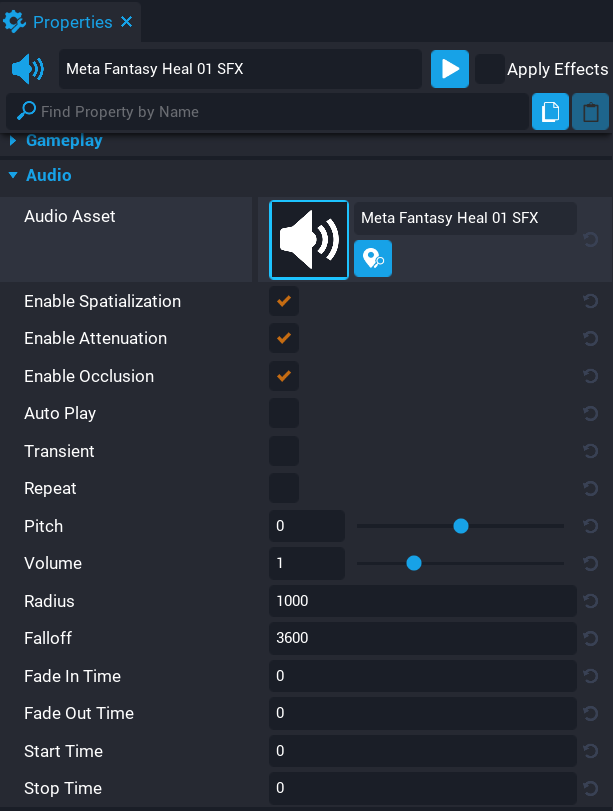 Properties
Meta Fantasy Heal 01 SFX
Apply Effects
Find Property by Name
Gameplay
Audio
Audio Asset
Meta Fantasy Heal 01 SFX
Enable Spatialization
Enable Attenuation
Enable Occlusion
Auto Play
Transient
Repeat
Pitch 0
Volume 1
Radius 1000
Falloff 3600
Fade In Time 0
Fade Out Time 0
Start Time 0
Stop Time 0